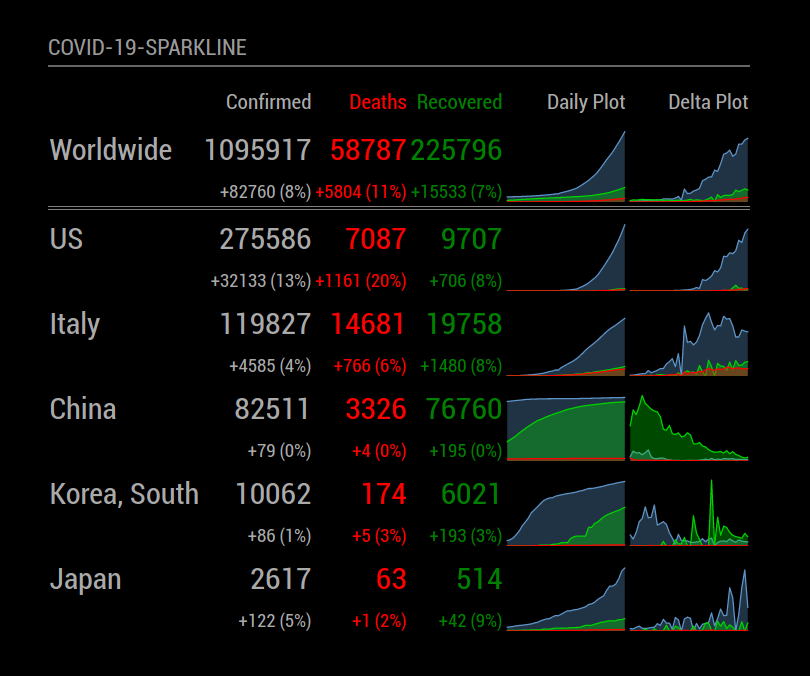 COVID-19-SPARKLINE
Confirmed Deaths Recovered Daily Plot Delta Plot
Worldwide 1095917 58787 225796
+82760 (8%) +5804 (11%) +15533 (7%)
US 275586 7087 9707
+32133 (13%) +1161 (20%) +706 (8%)
Italy 119827 14681 19758
+4585 (4%) +766 (6%) +1480 (8%)
China 82511 3326 76760
+79 (0%) +4 (0%) +195 (0%)
Korea, South 10062 174 6021
+86 (1%) +5 (3%) +193 (3%)
Japan 2617 63 514
+122 (5%) +1 (2%) +42 (9%)